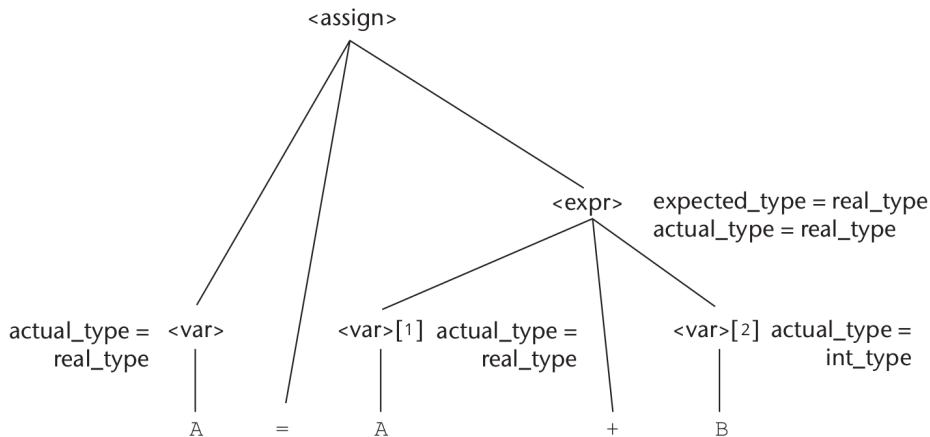 <assign>
<expr> expected_type = real_type
actual_type = real_type
actual_type = <var> <var>[1] actual_type = <var>[2] actual_type =
real_type real_type int_type
A = A + B